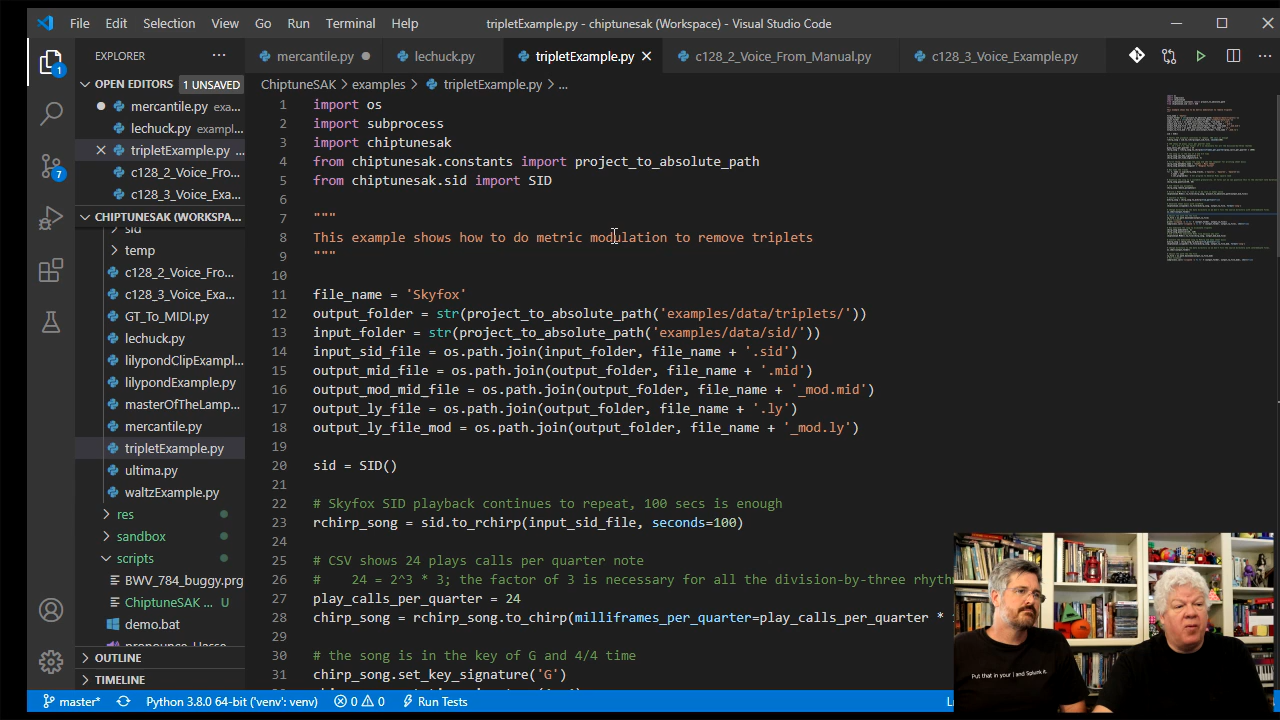 File Edit Selection View Go Run Terminal Help tripletExample.py - chiptunesak (Workspace) - Visual Studio Code
EXPLORER ...
mercantile.py lechuck.py tripletExample.py c128_2_Voice_From_Manual.py c128_3_Voice_Example.py
1
OPEN EDITORS 1 UNSAVED
ChiptuneSAK > examples > tripletExample.py > ...
mercantile.py exa...
lechuck.py exampl...
tripletExample.py ...
c128_2_Voice_Fro...
7
c128_3_Voice_Exa...
CHIPTUNESAK (WORKSPA...
sid
temp
c128_2_Voice_Fro...
c128_3_Voice_Exa...
GT_To_MIDI.py
lechuck.py
lilypondClipExampl...
lilypondExample.py
masterOfTheLamp...
mercantile.py
tripletExample.py
ultima.py
waltzExample.py
res
sandbox
scripts
BWV_784_buggy.prg
ChiptuneSAK ... U
demo.bat
OUTLINE
TIMELINE
1 import os
2 import subprocess
3 import chiptunesak
4 from chiptunesak.constants import project_to_absolute_path
5 from chiptunesak.sid import SID
6
7 """
8 This example shows how to do metric modulation to remove triplets
9 """
10
11 file_name = 'Skyfox'
12 output_folder = str(project_to_absolute_path('examples/data/triplets/'))
13 input_folder = str(project_to_absolute_path('examples/data/sid/'))
14 input_sid_file = os.path.join(input_folder, file_name + '.sid')
15 output_mid_file = os.path.join(output_folder, file_name + '.mid')
16 output_mod_mid_file = os.path.join(output_folder, file_name + '_mod.mid')
17 output_ly_file = os.path.join(output_folder, file_name + '.ly')
18 output_ly_file_mod = os.path.join(output_folder, file_name + '_mod.ly')
19
20 sid = SID()
21
22 # Skyfox SID playback continues to repeat, 100 secs is enough
23 rchirp_song = sid.to_rchirp(input_sid_file, seconds=100)
24
25 # CSV shows 24 plays calls per quarter note
26 # 24 = 2^3 * 3; the factor of 3 is necessary for all the division-by-three rhyth
27 play_calls_per_quarter = 24
28 chirp_song = rchirp_song.to_chirp(milliframes_per_quarter=play_calls_per_quarter *
29
30 # the song is in the key of G and 4/4 time
31 chirp_song.set_key_signature('G')
Put that in your | and Splunk it.
master* Python 3.8.0 64-bit ('venv': venv) 0 0 Run Tests